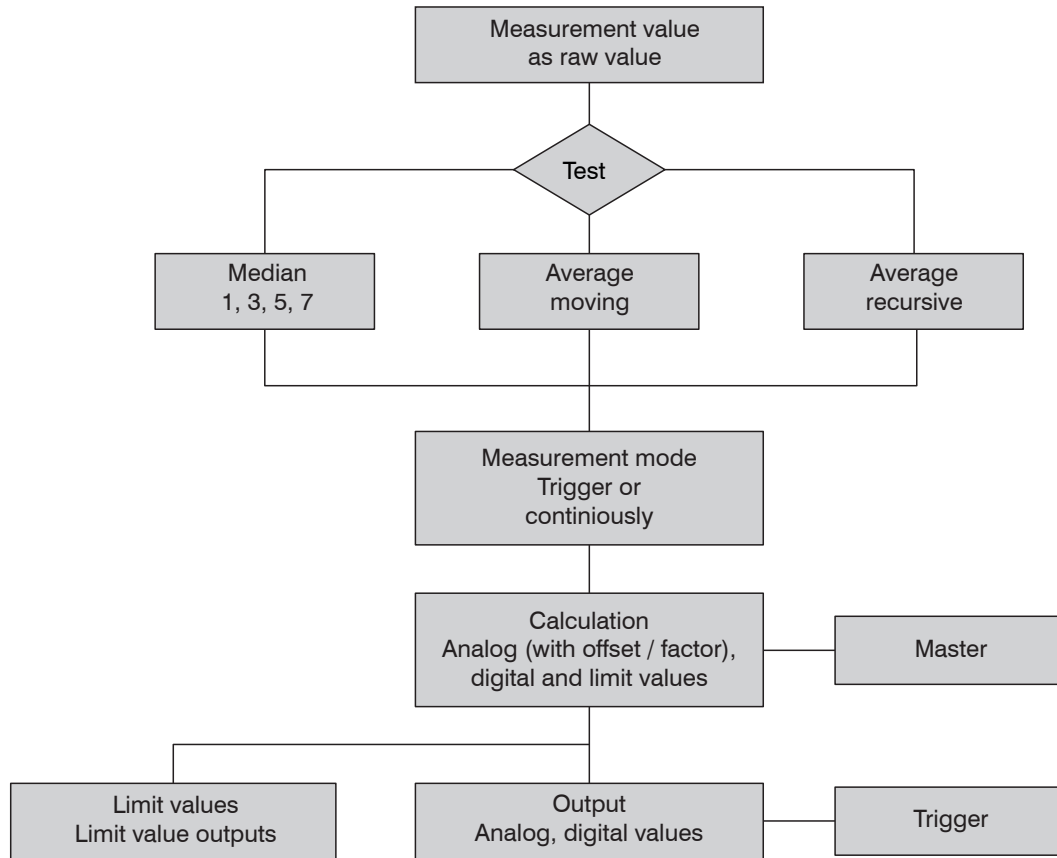 Measurement value
as raw value
Test
Median
1, 3, 5, 7
Average
moving
Average
recursive
Measurement mode
Trigger or
continiously
Calculation
Analog (with offset / factor),
digital and limit values
Master
Limit values
Limit value outputs
Output
Analog, digital values
Trigger